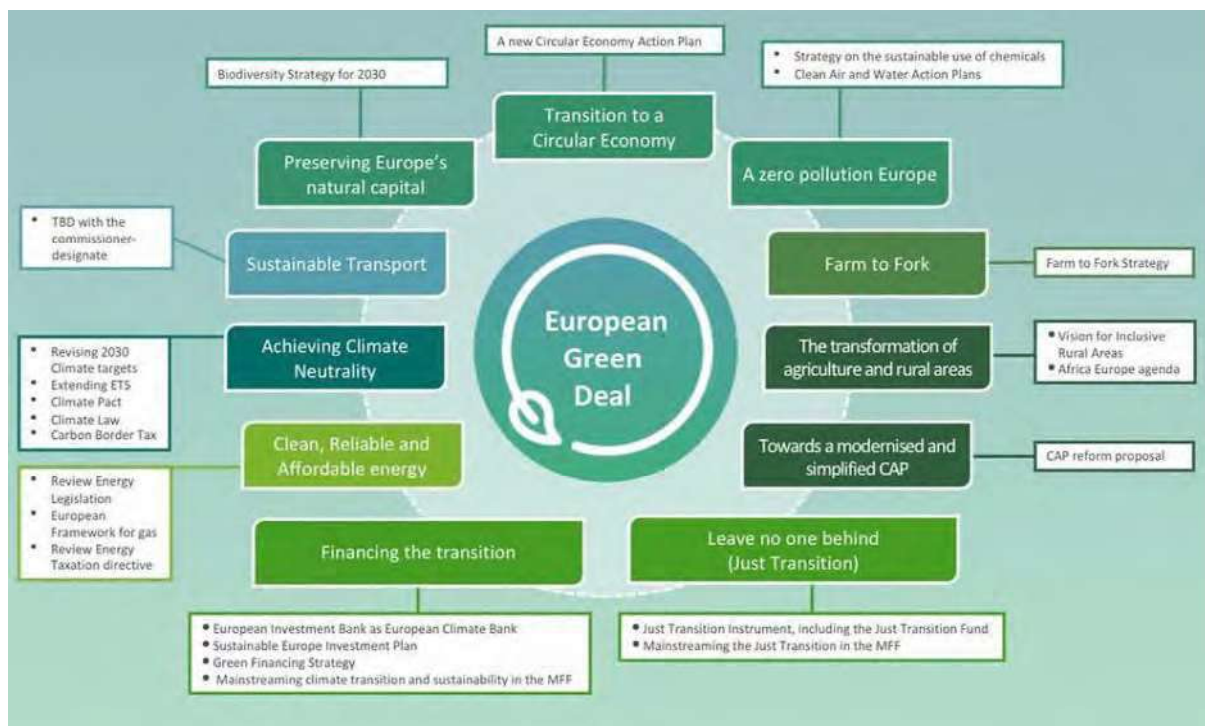 A new Circular Economy Action Plan
Biodiversity Strategy for 2030
• Strategy on the sustainable use of chemicals
• Clean Air and Water Action Plans
Transition to a
Circular Economy
Preserving Europe's
natural capital
A zero pollution Europe
• TBD with the
commissioner-
designate
Sustainable Transport
Farm to Fork
Farm to Fork Strategy
European
Green
Deal
• Revising 2030
Climate targets
• Extending ETS
• Climate Pact
• Climate Law
• Carbon Border Tax
Achieving Climate
Neutrality
The transformation of
agriculture and rural areas
• Vision for Inclusive
Rural Areas
• Africa Europe agenda
Clean, Reliable and
Affordable energy
Towards a modernised and
simplified CAP
CAP reform proposal
• Review Energy
Legislation
• European
Framework for gas
• Review Energy
Taxation directive
Financing the transition
Leave no one behind
(Just Transition)
• European Investment Bank as European Climate Bank
• Sustainable Europe Investment Plan
• Green Financing Strategy
• Mainstreaming climate transition and sustainability in the MFF
• Just Transition Instrument, including the Just Transition Fund
• Mainstreaming the Just Transition in the MFF